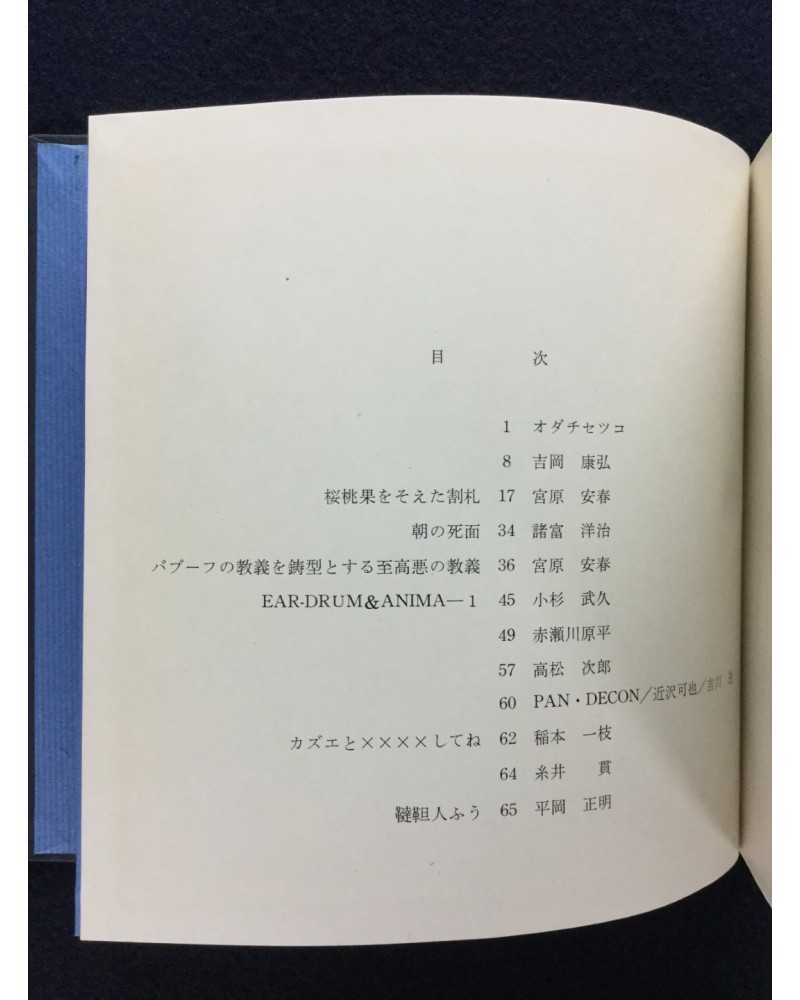 目 次
1 オダチセツコ
8 吉岡 康弘
桜桃果をそえた割札 17 宮原 安春
朝の死面 34 諸富 洋治
バブーフの教義を鋳型とする至高悪の教義 36 宮原 安春
EAR-DRUM&ANIMA—1 45 小杉 武久
49 赤瀬川原平
57 高松 次郎
60 PAN・DECON/近沢可也/吉川
カズエと××××してね 62 稲本 一枝
64 糸井 貫
韃靼人ふう 65 平岡 正明